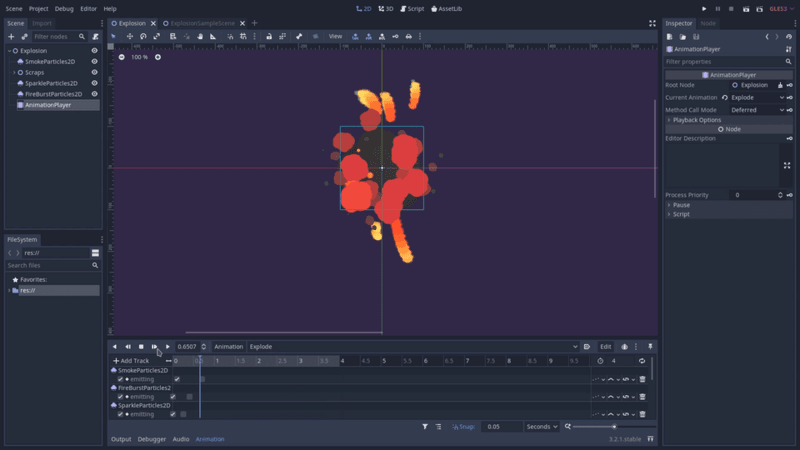 Scene Project Debug Editor Help
2D 3D Script AssetLib
GLES2
Scene Import
Explosion ExplosionSampleScene
Inspector Node
Filter nodes
View
Explosion
SmokeParticles2D
Scraps
SparkleParticles2D
FireBurstParticles2D
AnimationPlayer
100 %
AnimationPlayer
Filter properties
AnimationPlayer
Root Node Explosion
Current Animation Explode
Method Call Mode Deferred
Playback Options
Node
Editor Description
Process Priority 0
Pause
Script
FileSystem
res://
Search files
Favorites:
res://
0.6507 Animation Explode Edit
Add Track 0 0.5 1 1.5 2 2.5 3 3.5 4 4.5 5 5.5 6 6.5 7 7.5 8 8.5 9 9.5 4
SmokeParticles2D
emitting
FireBurstParticles2
emitting
SparkleParticles2D
emitting
Snap: 0.05 Seconds
Output Debugger Audio Animation 3.2.1.stable